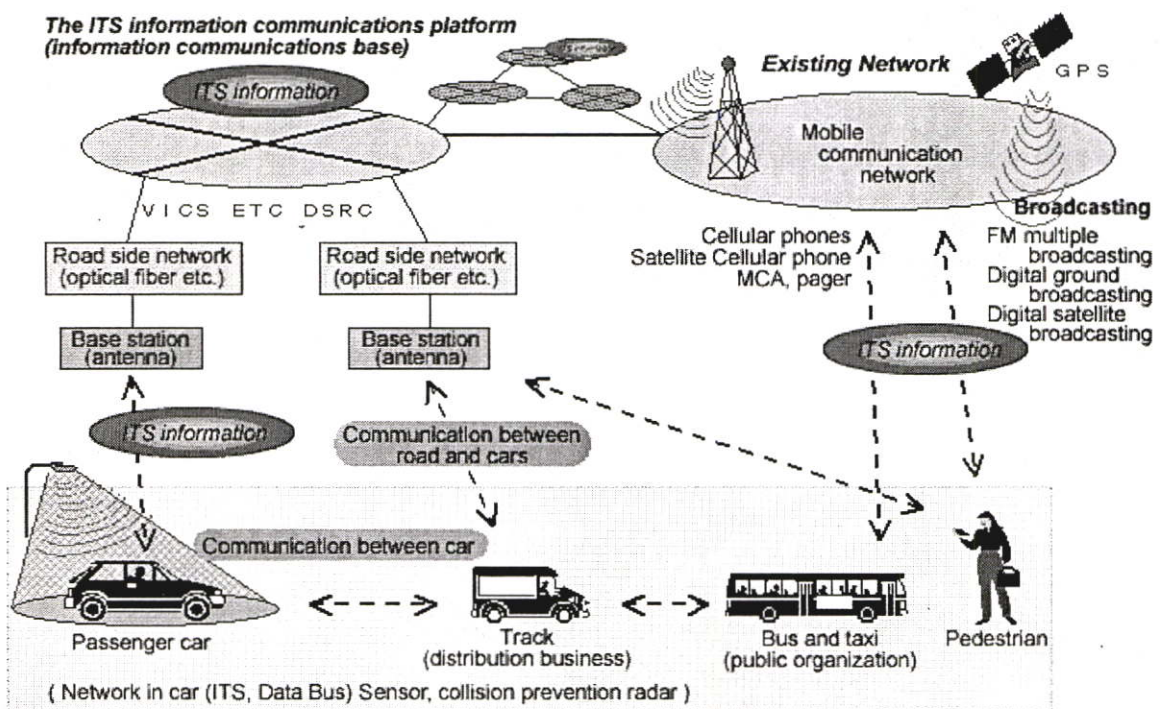 The ITS information communications platform
(information communications base)
ITS information
Existing Network
GPS
Mobile
communication
network
VICS ETC DSRC
Broadcasting
Road side network
(optical fiber etc.)
Road side network
(optical fiber etc.)
Cellular phones
Satellite Cellular phone
MCA, pager
FM multiple
broadcasting
Digital ground
broadcasting
Digital satellite
broadcasting
Base station
(antenna)
Base station
(antenna)
ITS information
ITS information
Communication between
road and cars
Communication between car
Passenger car
Track
(distribution business)
Bus and taxi
(public organization)
Pedestrian
( Network in car (ITS, Data Bus) Sensor, collision prevention radar )